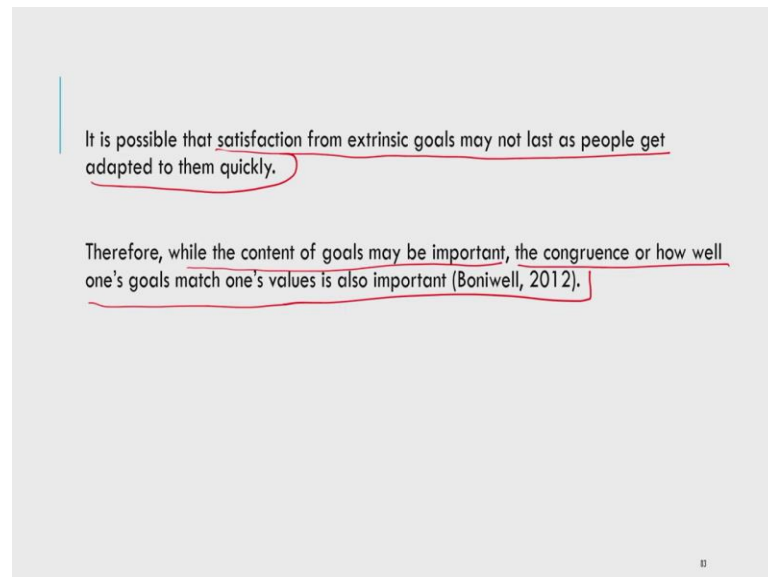 It is possible that satisfaction from extrinsic goals may not last as people get
adapted to them quickly.
Therefore, while the content of goals may be important, the congruence or how well
one's goals match one's values is also important (Boniwell, 2012).